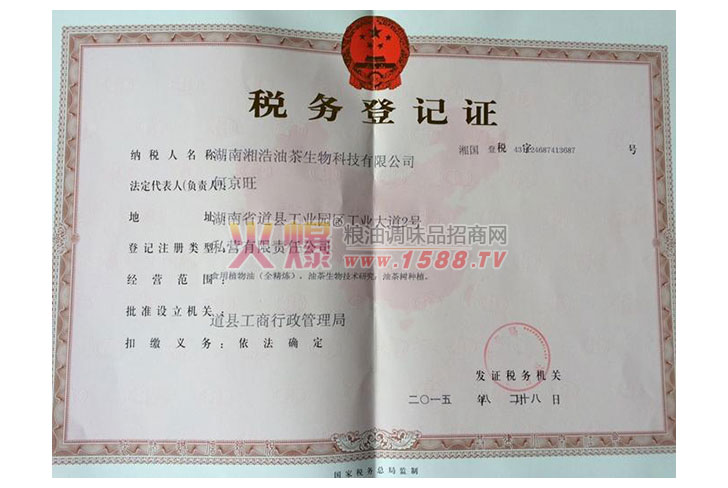 税务登记证
湘国 登税 字 号
纳税人名称 湖南湘浩油茶生物科技有限公司
法定代表人(负责人) 何京旺
地 址 湖南省道县工业园区工业大道2号
登记注册类型 私营有限责任公司
经营范围: 食用植物油(全精炼)、油茶生物技术研究、油茶树种植。
批准设立机关: 道县工商行政管理局
扣缴义务:依法确定
火爆 粮油调味品招商网
www.1588.TV
发证税务机关
二〇一五 年八 月二十八日
国家税务总局监制